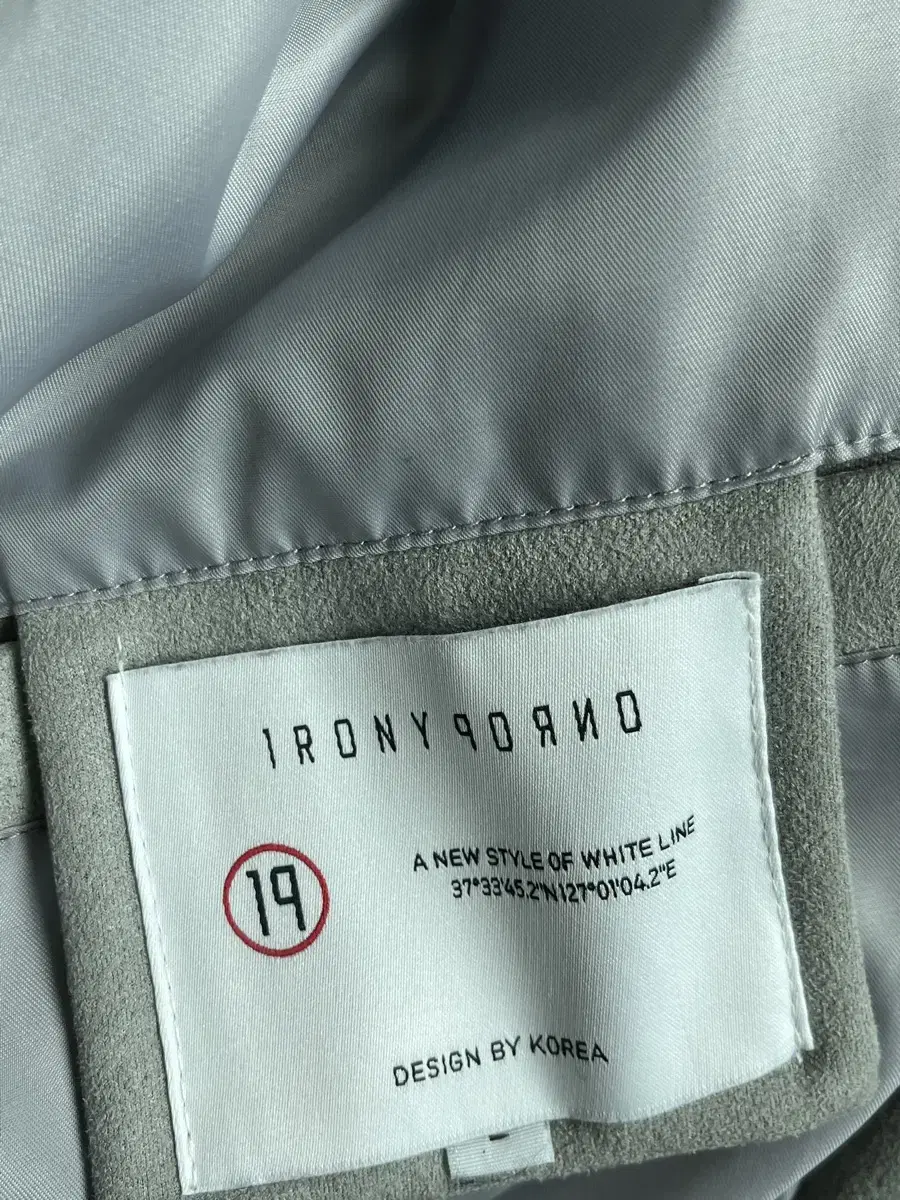 IRONYPORNO
19
A NEW STYLE OF WHITE LINE
37°33'45.2"N127°01'04.2"E
DESIGN BY KOREA